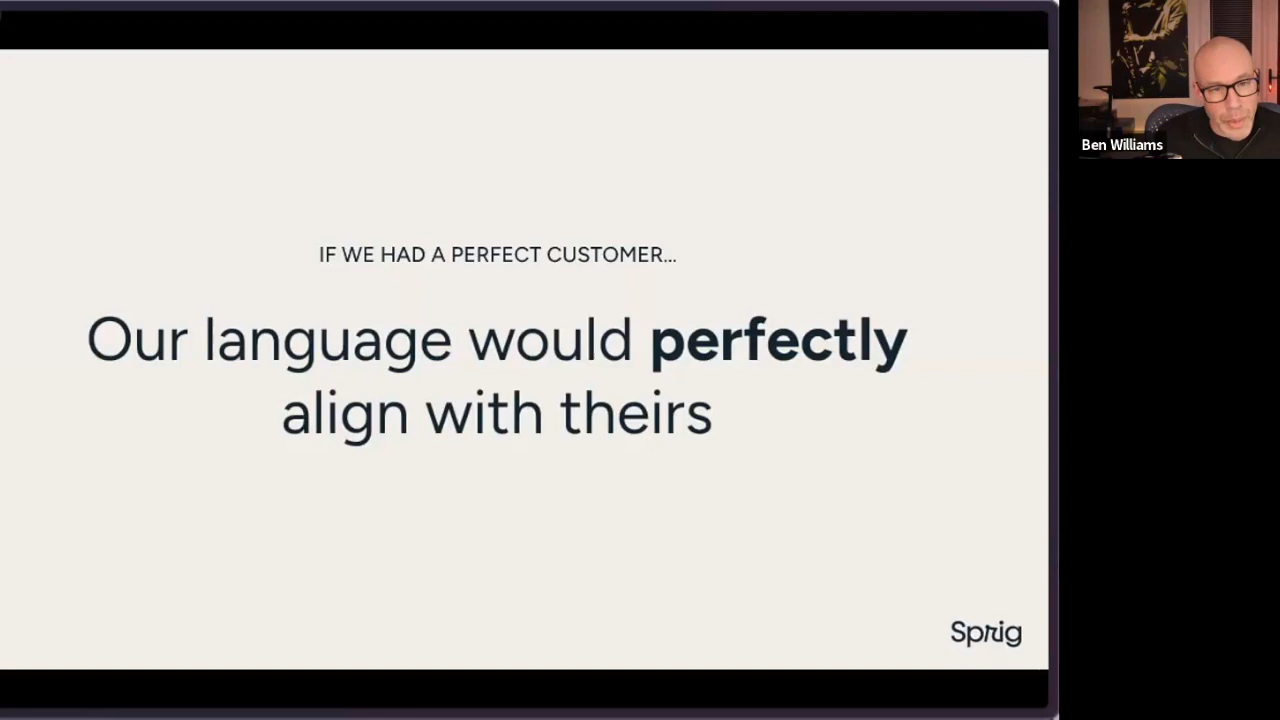 IF WE HAD A PERFECT CUSTOMER...
Our language would perfectly
align with theirs
Sprig
Ben Williams